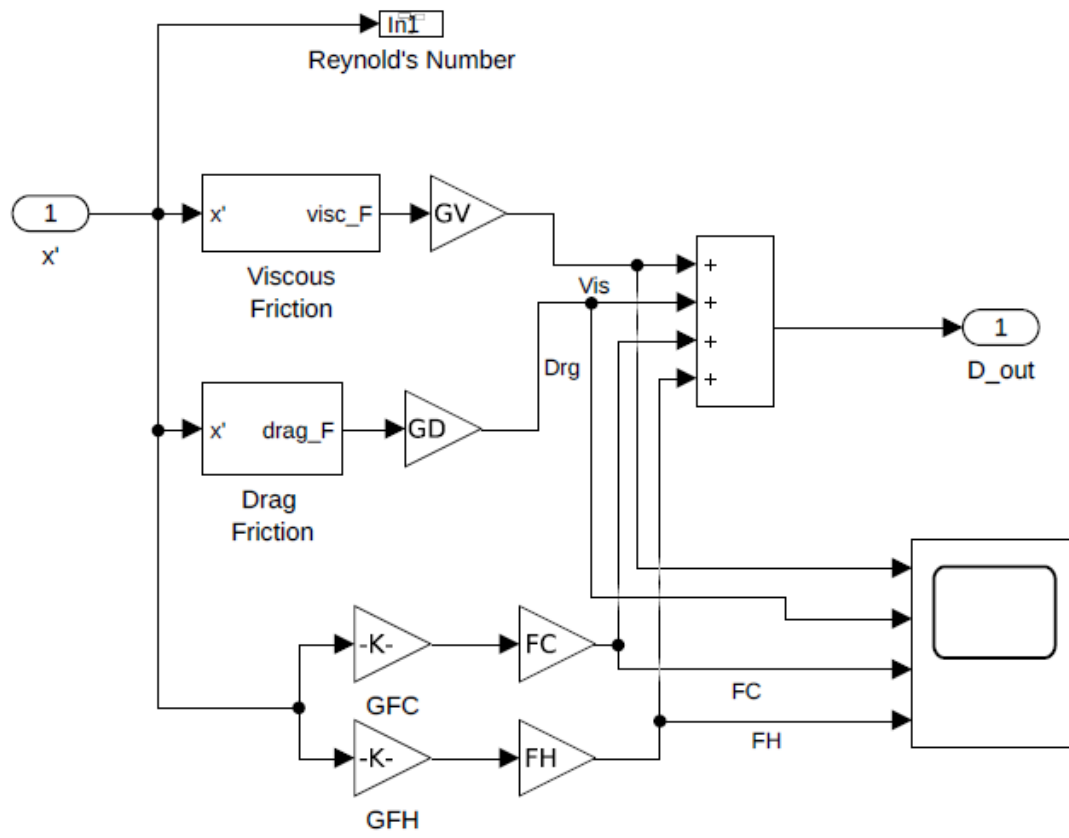 In1
Reynold's Number
1
x'
x'
visc_F
GV
Viscous
Friction
+
+
+
+
Vis
Drg
1
D_out
x'
drag_F
GD
Drag
Friction
-K-
GFC
FC
FC
-K-
GFH
FH
FH